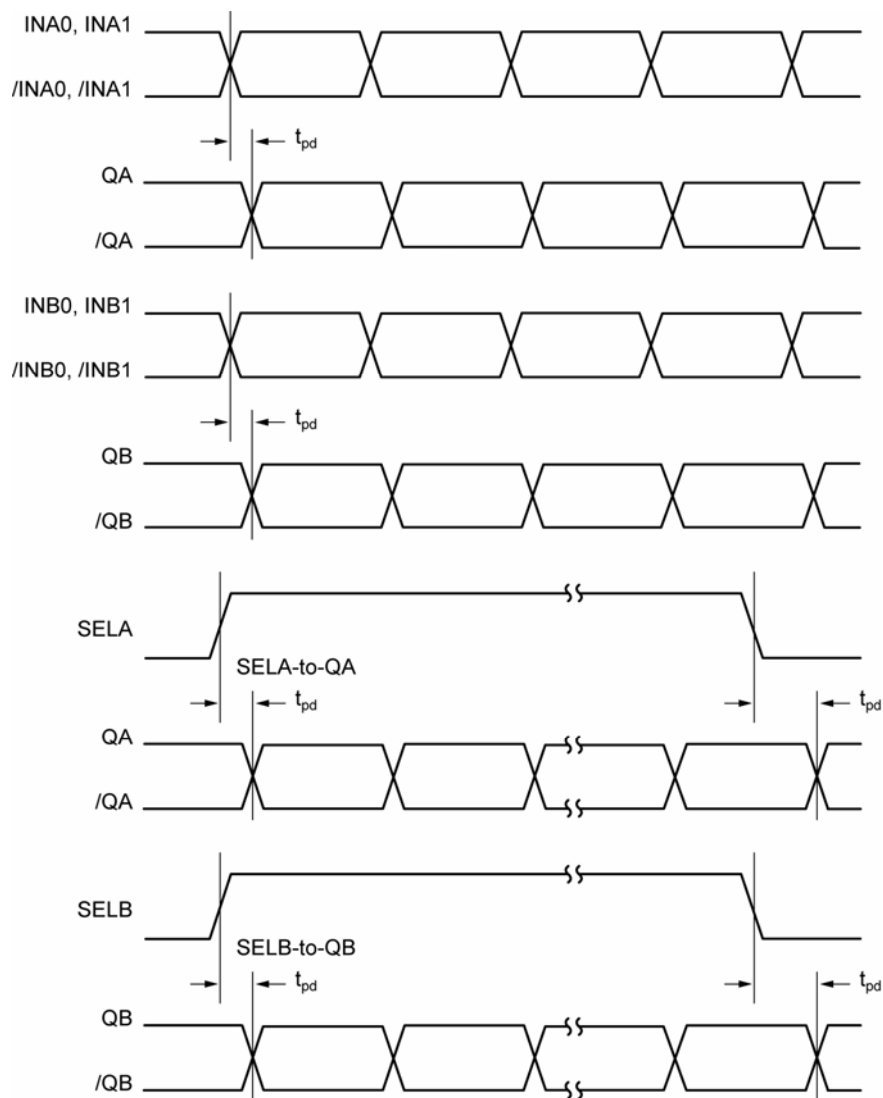 INA0, INA1
/INA0, /INA1
tpd
QA
/QA
INB0, INB1
/INB0, /INB1
tpd
QB
/QB
SELA
SELA-to-QA
tpd tpd
QA
/QA
SELB
SELB-to-QB
tpd tpd
QB
/QB